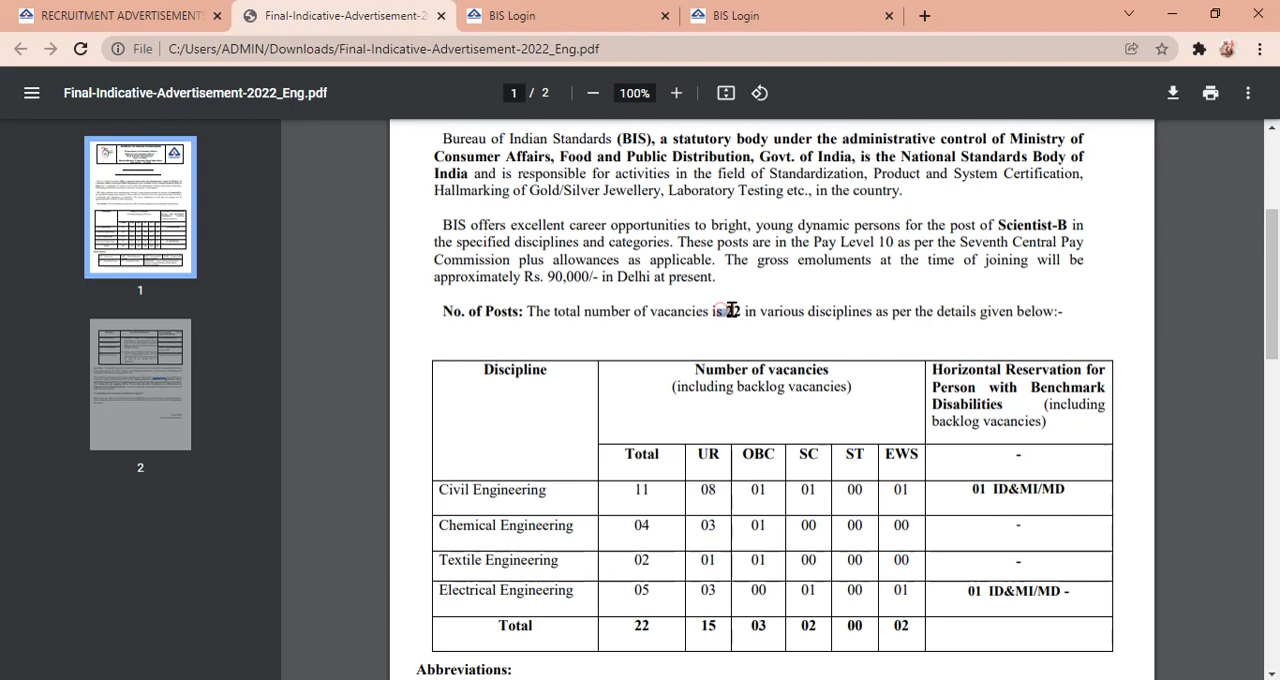 RECRUITMENT ADVERTISEMENTS
Final-Indicative-Advertisement-2
BIS Login
BIS Login
File C:/Users/ADMIN/Downloads/Final-Indicative-Advertisement-2022_Eng.pdf
Final-Indicative-Advertisement-2022_Eng.pdf
1 / 2
100%
1
2
Bureau of Indian Standards (BIS), a statutory body under the administrative control of Ministry of
Consumer Affairs, Food and Public Distribution, Govt. of India, is the National Standards Body of
India and is responsible for activities in the field of Standardization, Product and System Certification,
Hallmarking of Gold/Silver Jewellery, Laboratory Testing etc., in the country.
BIS offers excellent career opportunities to bright, young dynamic persons for the post of Scientist-B in
the specified disciplines and categories. These posts are in the Pay Level 10 as per the Seventh Central Pay
Commission plus allowances as applicable. The gross emoluments at the time of joining will be
approximately Rs. 90,000/- in Delhi at present.
No. of Posts: The total number of vacancies is 22 in various disciplines as per the details given below:-
Discipline
Number of vacancies
(including backlog vacancies)
Horizontal Reservation for
Person with Benchmark
Disabilities (including
backlog vacancies)
Total UR OBC SC ST EWS -
Civil Engineering 11 08 01 01 00 01 01 ID&MI/MD
Chemical Engineering 04 03 01 00 00 00 -
Textile Engineering 02 01 01 00 00 00 -
Electrical Engineering 05 03 00 01 00 01 01 ID&MI/MD -
Total 22 15 03 02 00 02
Abbreviations: